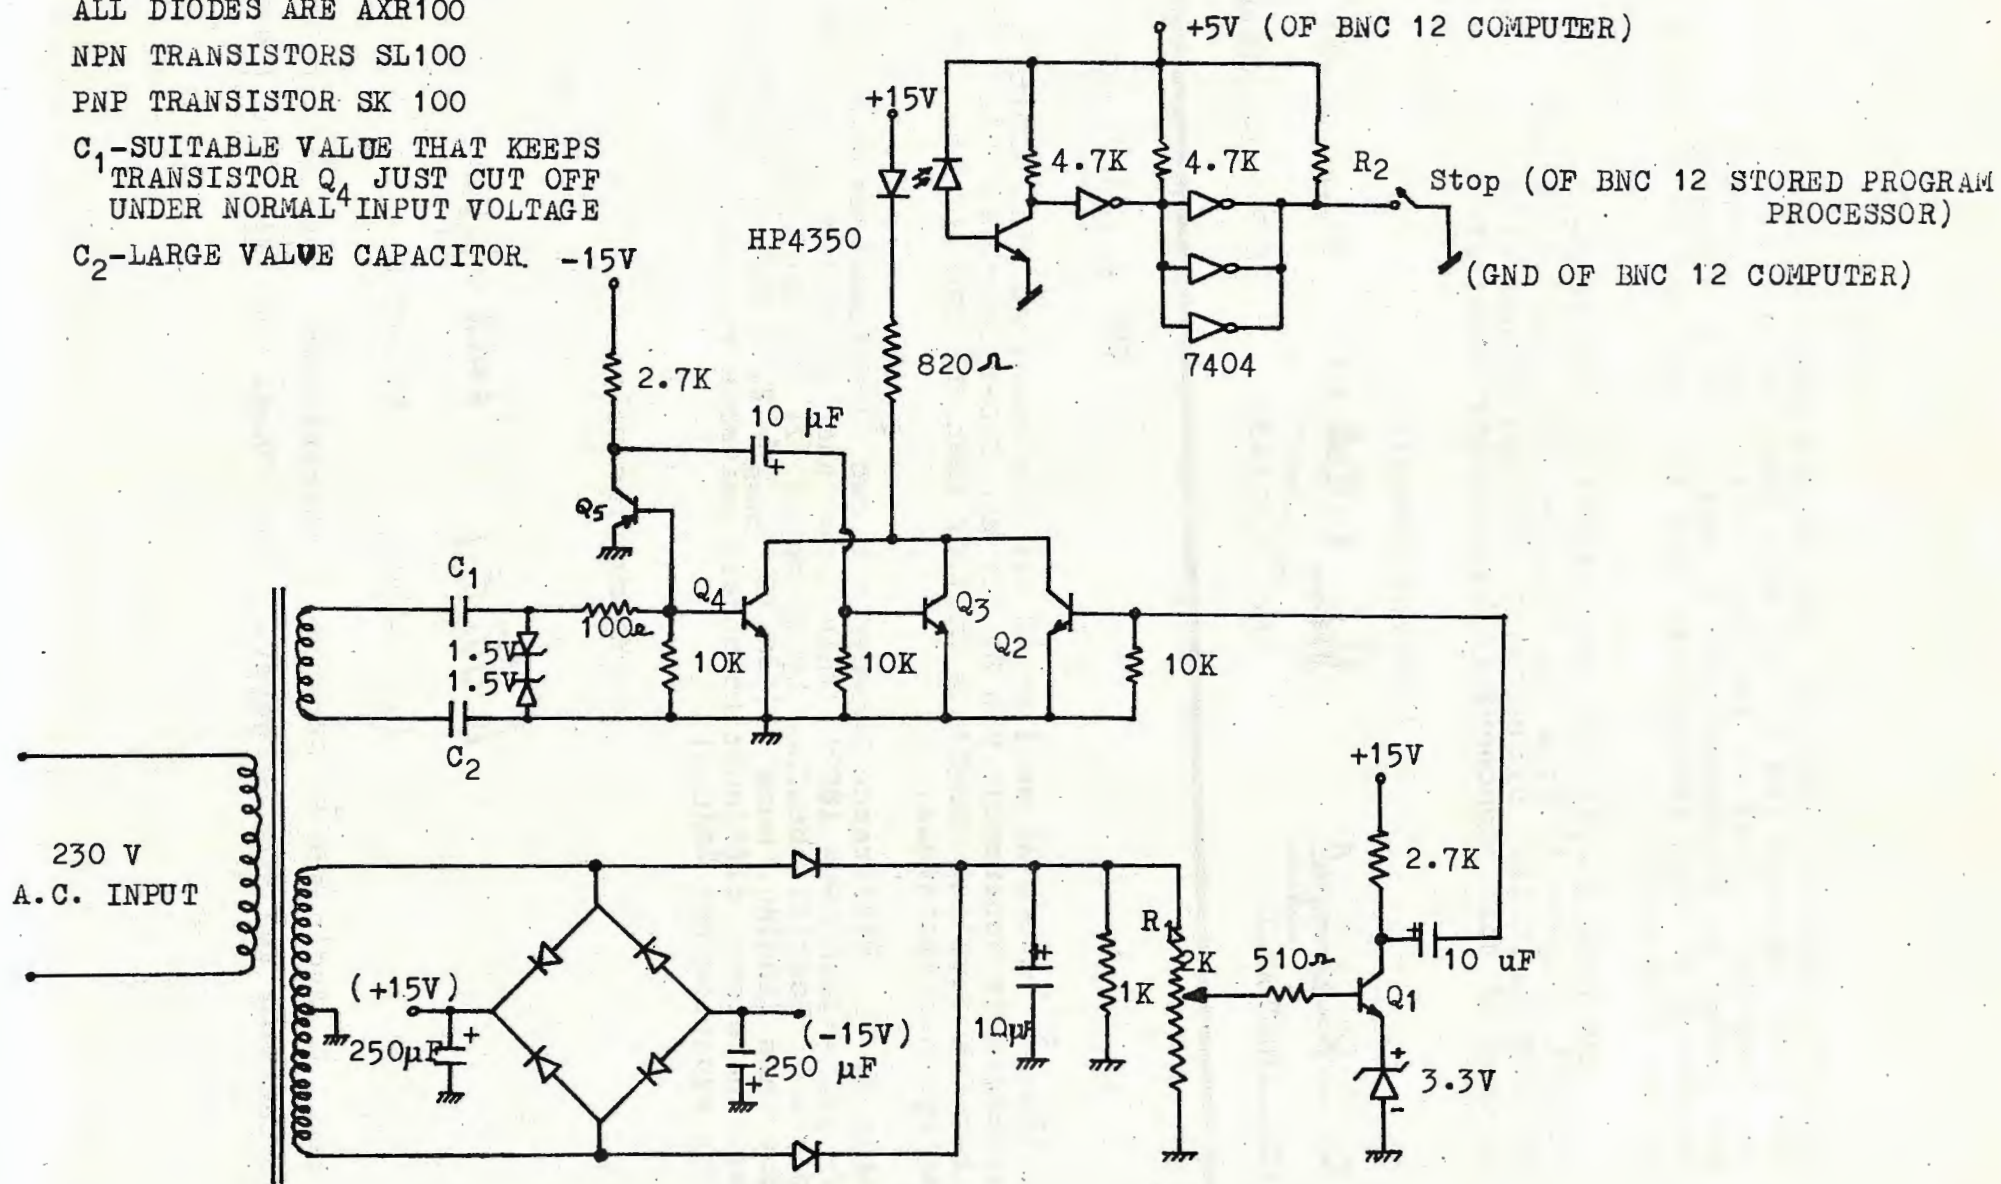 ALL DIODES ARE AXR100
NPN TRANSISTORS SL100
PNP TRANSISTOR SK 100
C1-SUITABLE VALUE THAT KEEPS
TRANSISTOR Q4 JUST CUT OFF
UNDER NORMAL INPUT VOLTAGE
C2-LARGE VALUE CAPACITOR.
-15V
+5V (OF BNC 12 COMPUTER)
+15V
4.7K
4.7K
R2
Stop (OF BNC 12 STORED PROGRAM
PROCESSOR)
HP4350
(GND OF BNC 12 COMPUTER)
7404
820Ω
2.7K
10 µF
+
Q5
C1
100Ω
Q4
Q3
Q2
1.5V
1.5V
10K
10K
10K
C2
+15V
230 V
A.C. INPUT
2.7K
R1
2K
510Ω
+
10 uF
Q1
(+15V)
+
250µF
(-15V)
250 µF
+
+
10µF
1K
+
3.3V
-